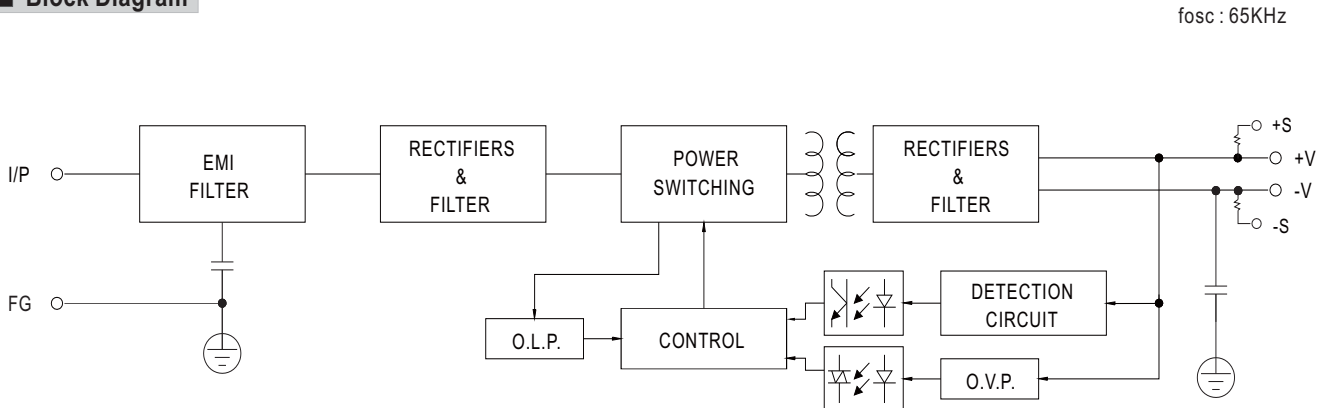 Block Diagram
fosc : 65KHz
I/P
EMI
FILTER
RECTIFIERS
&
FILTER
POWER
SWITCHING
RECTIFIERS
&
FILTER
+S
+V
-V
-S
FG
O.L.P.
CONTROL
DETECTION
CIRCUIT
O.V.P.